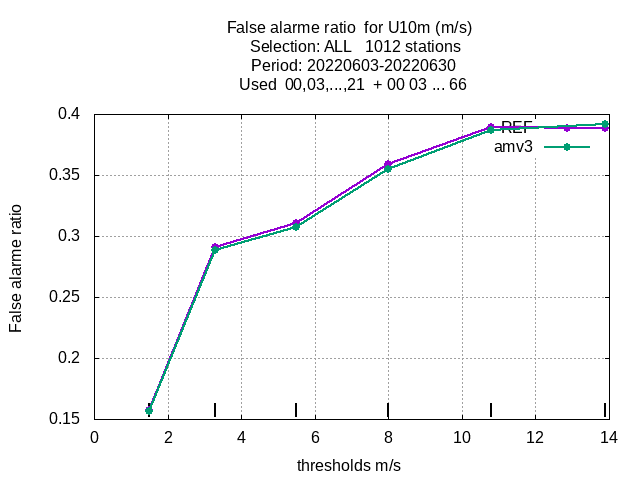 False alarme ratio  for U10m (m/s)
Selection: ALL   1012 stations
Period: 20220603-20220630
Used  00,03,...,21  + 00 03 ... 66
0.4
REF
amv3
0.35
0.3
0.25
0.2
0.15
False alarme ratio
0 2 4 6 8 10 12 14
thresholds m/s